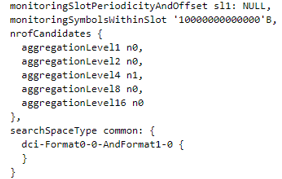 monitoringSlotPeriodicityAndOffset sl1: NULL,
monitoringSymbolsWithinSlot '10000000000000'B,
nrofCandidates {
aggregationLevel1 n0,
aggregationLevel2 n0,
aggregationLevel4 n1,
aggregationLevel8 n0,
aggregationLevel16 n0
},
searchSpaceType common: {
dci-Format0-0-AndFormat1-0 {
}
}